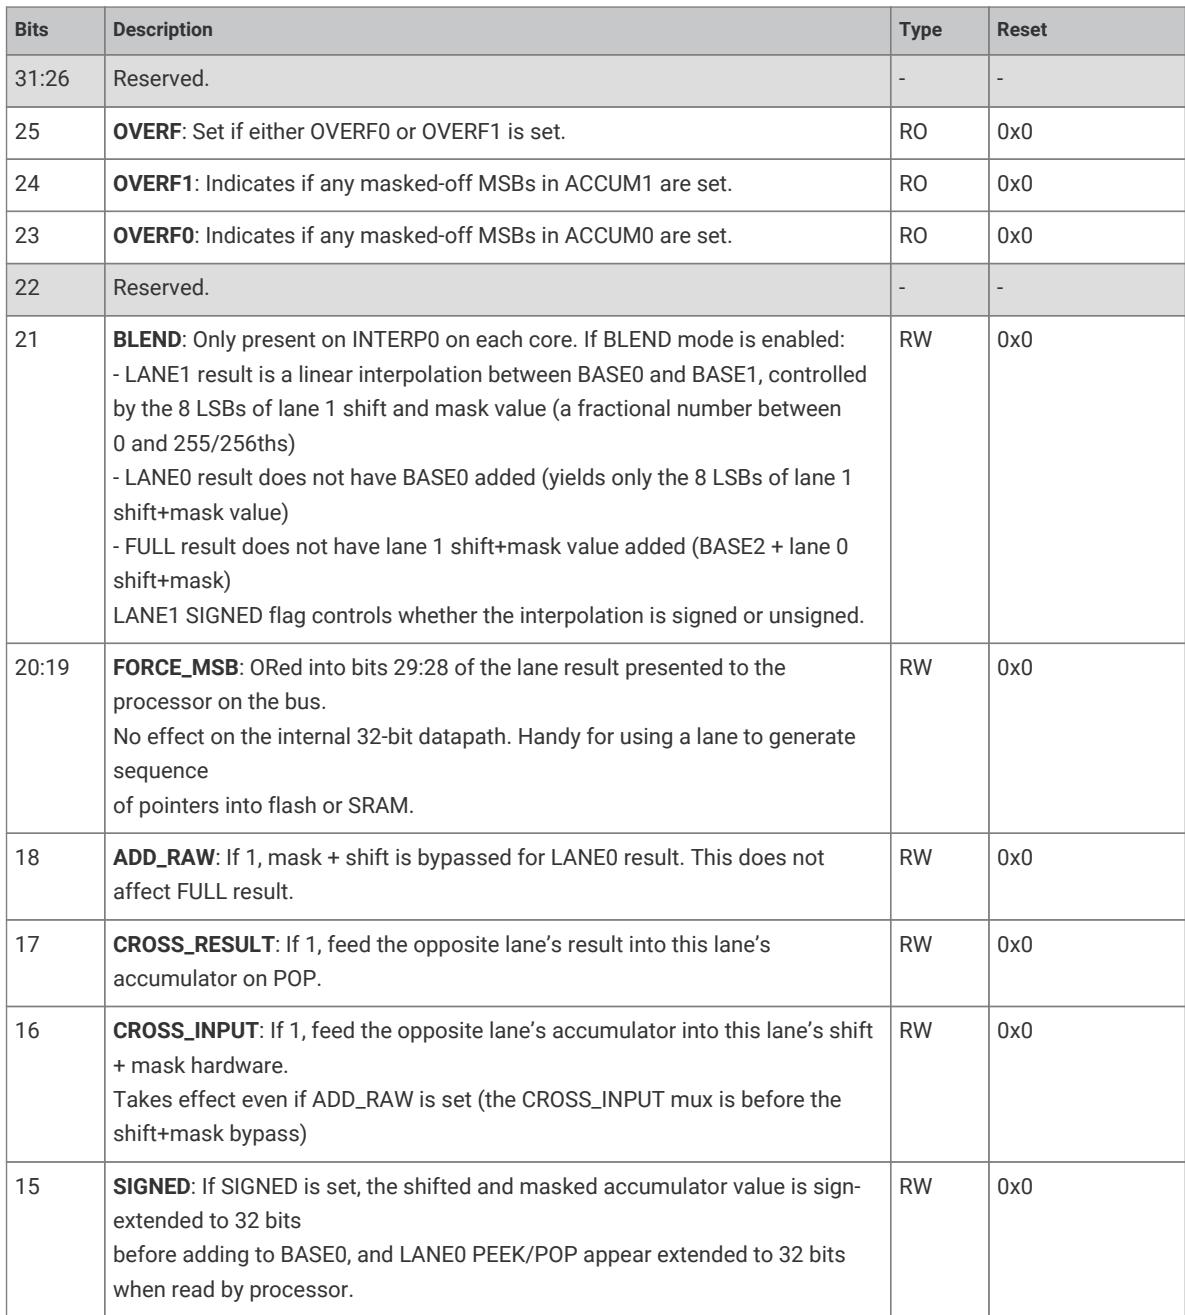 Bits Description Type Reset
31:26 Reserved. - -
25 OVERF: Set if either OVERF0 or OVERF1 is set. RO 0x0
24 OVERF1: Indicates if any masked-off MSBs in ACCUM1 are set. RO 0x0
23 OVERF0: Indicates if any masked-off MSBs in ACCUM0 are set. RO 0x0
22 Reserved. - -
21 BLEND: Only present on INTERP0 on each core. If BLEND mode is enabled: RW 0x0
- LANE1 result is a linear interpolation between BASE0 and BASE1, controlled
by the 8 LSBs of lane 1 shift and mask value (a fractional number between
0 and 255/256ths)
- LANE0 result does not have BASE0 added (yields only the 8 LSBs of lane 1
shift+mask value)
- FULL result does not have lane 1 shift+mask value added (BASE2 + lane 0
shift+mask)
LANE1 SIGNED flag controls whether the interpolation is signed or unsigned.
20:19 FORCE_MSB: ORed into bits 29:28 of the lane result presented to the RW 0x0
processor on the bus.
No effect on the internal 32-bit datapath. Handy for using a lane to generate
sequence
of pointers into flash or SRAM.
18 ADD_RAW: If 1, mask + shift is bypassed for LANE0 result. This does not RW 0x0
affect FULL result.
17 CROSS_RESULT: If 1, feed the opposite lane’s result into this lane’s RW 0x0
accumulator on POP.
16 CROSS_INPUT: If 1, feed the opposite lane’s accumulator into this lane’s shift RW 0x0
+ mask hardware.
Takes effect even if ADD_RAW is set (the CROSS_INPUT mux is before the
shift+mask bypass)
15 SIGNED: If SIGNED is set, the shifted and masked accumulator value is sign- RW 0x0
extended to 32 bits
before adding to BASE0, and LANE0 PEEK/POP appear extended to 32 bits
when read by processor.